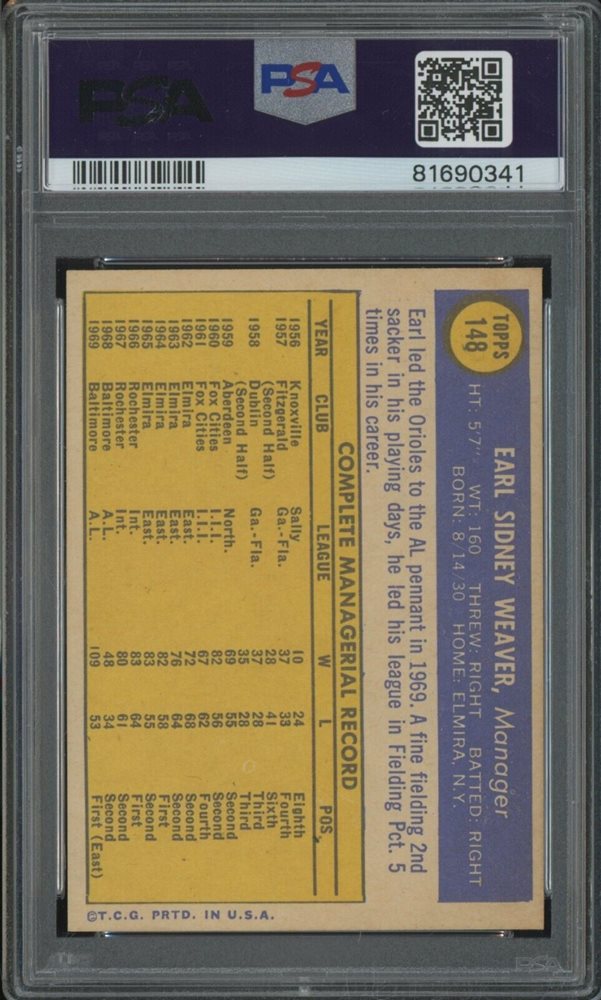 PSA
PSA
81690341
TOPPS
148
EARL SIDNEY WEAVER, Manager
HT: 5'7" WT: 160 THREW: RIGHT BATTED: RIGHT
BORN: 8/14/30 HOME: ELMIRA, N.Y.
Earl led the Orioles to the AL pennant in 1969. A fine fielding 2nd
sacker in his playing days, he led his league in Fielding Pct. 5
times in his career.
COMPLETE MANAGERIAL RECORD
YEAR CLUB LEAGUE W L POS.
1956 Knoxville Sally 10 24 Eighth
1957 Fitzgerald Ga.-Fla. 37 33 Fourth
(Second Half) 28 41 Sixth
1958 Dublin Ga.-Fla. 37 28 Third
(Second Half) 35 28 Third
1959 Aberdeen North. 69 55 Second
1960 Fox Cities I.I.I. 82 56 Second
1961 Fox Cities I.I.I. 67 62 Fourth
1962 Elmira East. 72 68 Second
1963 Elmira East. 76 64 Second
1964 Elmira East. 82 58 First
1965 Elmira East. 83 55 Second
1966 Rochester Int. 83 64 First
1967 Rochester Int. 80 61 Second
1968 Baltimore A.L. 48 34 Second
1969 Baltimore A.L. 109 53 First (East)
©T.C.G. PRTD. IN U.S.A.
PSA